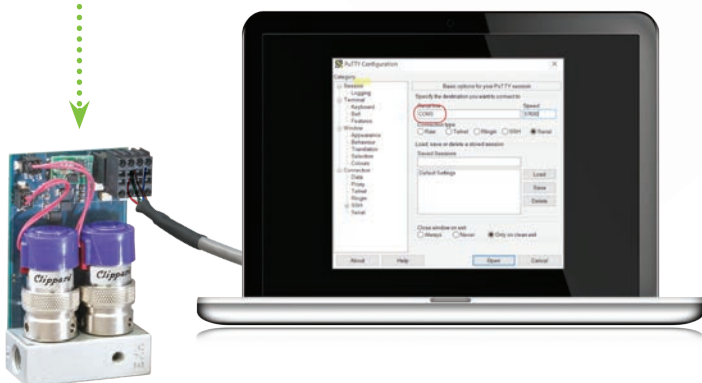 PuTTY Configuration
Category:
Session
Logging
Terminal
Keyboard
Bell
Features
Window
Appearance
Behaviour
Translation
Selection
Colours
Connection
Data
Proxy
Telnet
Rlogin
SSH
Serial
Basic options for your PuTTY session
Specify the destination you want to connect to
Serial line Speed
57600
Connection type:
Raw Telnet Rlogin SSH Serial
Load, save or delete a stored session
Saved Sessions
Default Settings
Load
Save
Delete
Close window on exit:
Always Never Only on clean exit
About Help Open Cancel
Clippard
Clippard